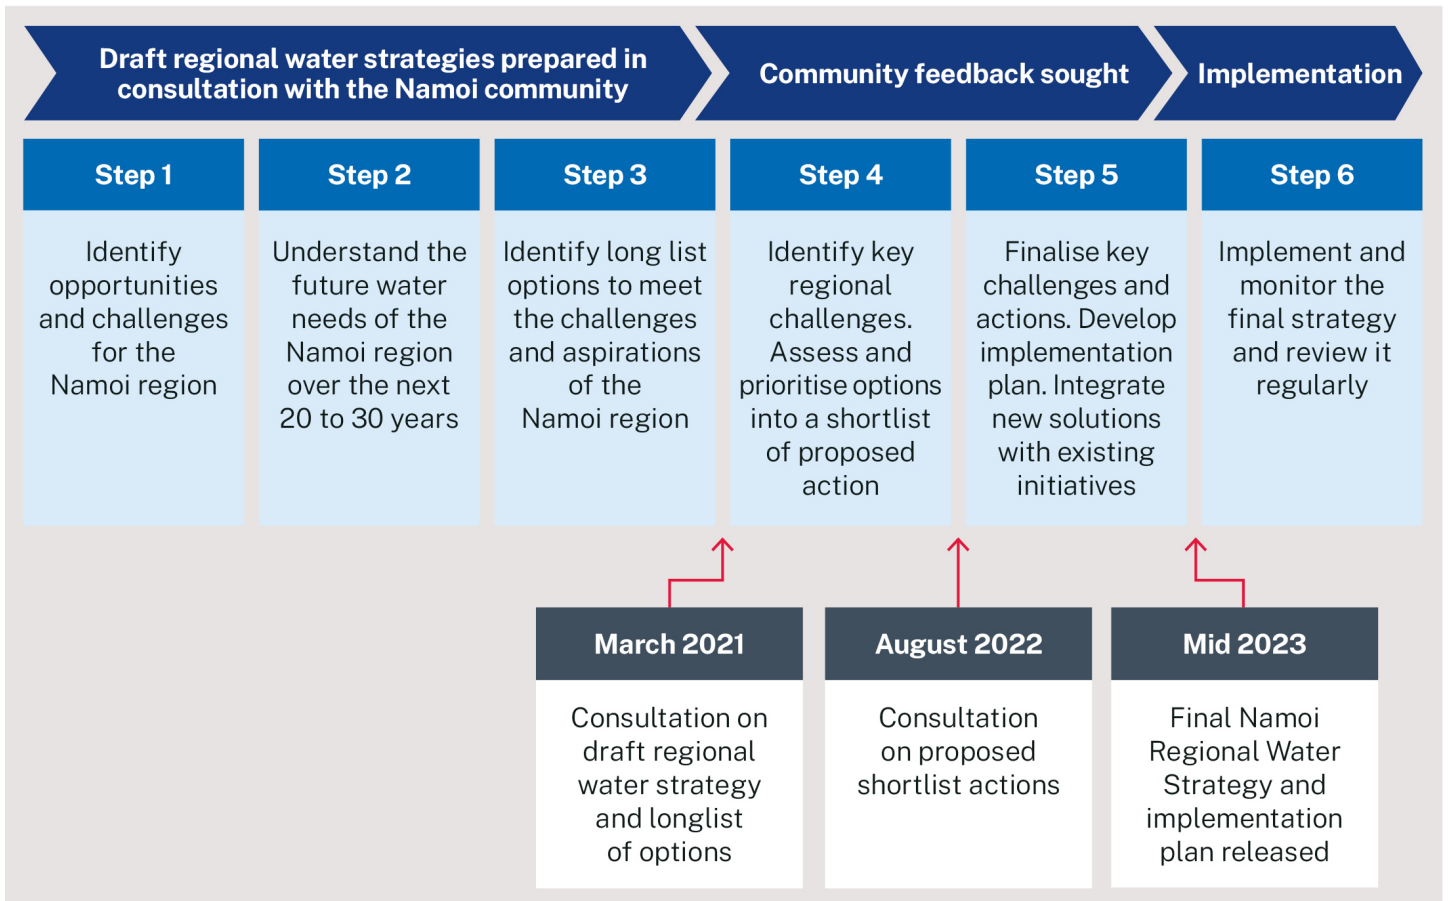 Draft regional water strategies prepared in
consultation with the Namoi community
Community feedback sought
Implementation
Step 1
Identify
opportunities
and challenges
for the
Namoi region
Step 2
Understand the
future water
needs of the
Namoi region
over the next
20 to 30 years
Step 3
Identify long list
options to meet
the challenges
and aspirations
of the
Namoi region
Step 4
Identify key
regional
challenges.
Assess and
prioritise options
into a shortlist
of proposed
action
Step 5
Finalise key
challenges and
actions. Develop
implementation
plan. Integrate
new solutions
with existing
initiatives
Step 6
Implement and
monitor the
final strategy
and review it
regularly
March 2021
Consultation on
draft regional
water strategy
and longlist
of options
August 2022
Consultation
on proposed
shortlist actions
Mid 2023
Final Namoi
Regional Water
Strategy and
implementation
plan released